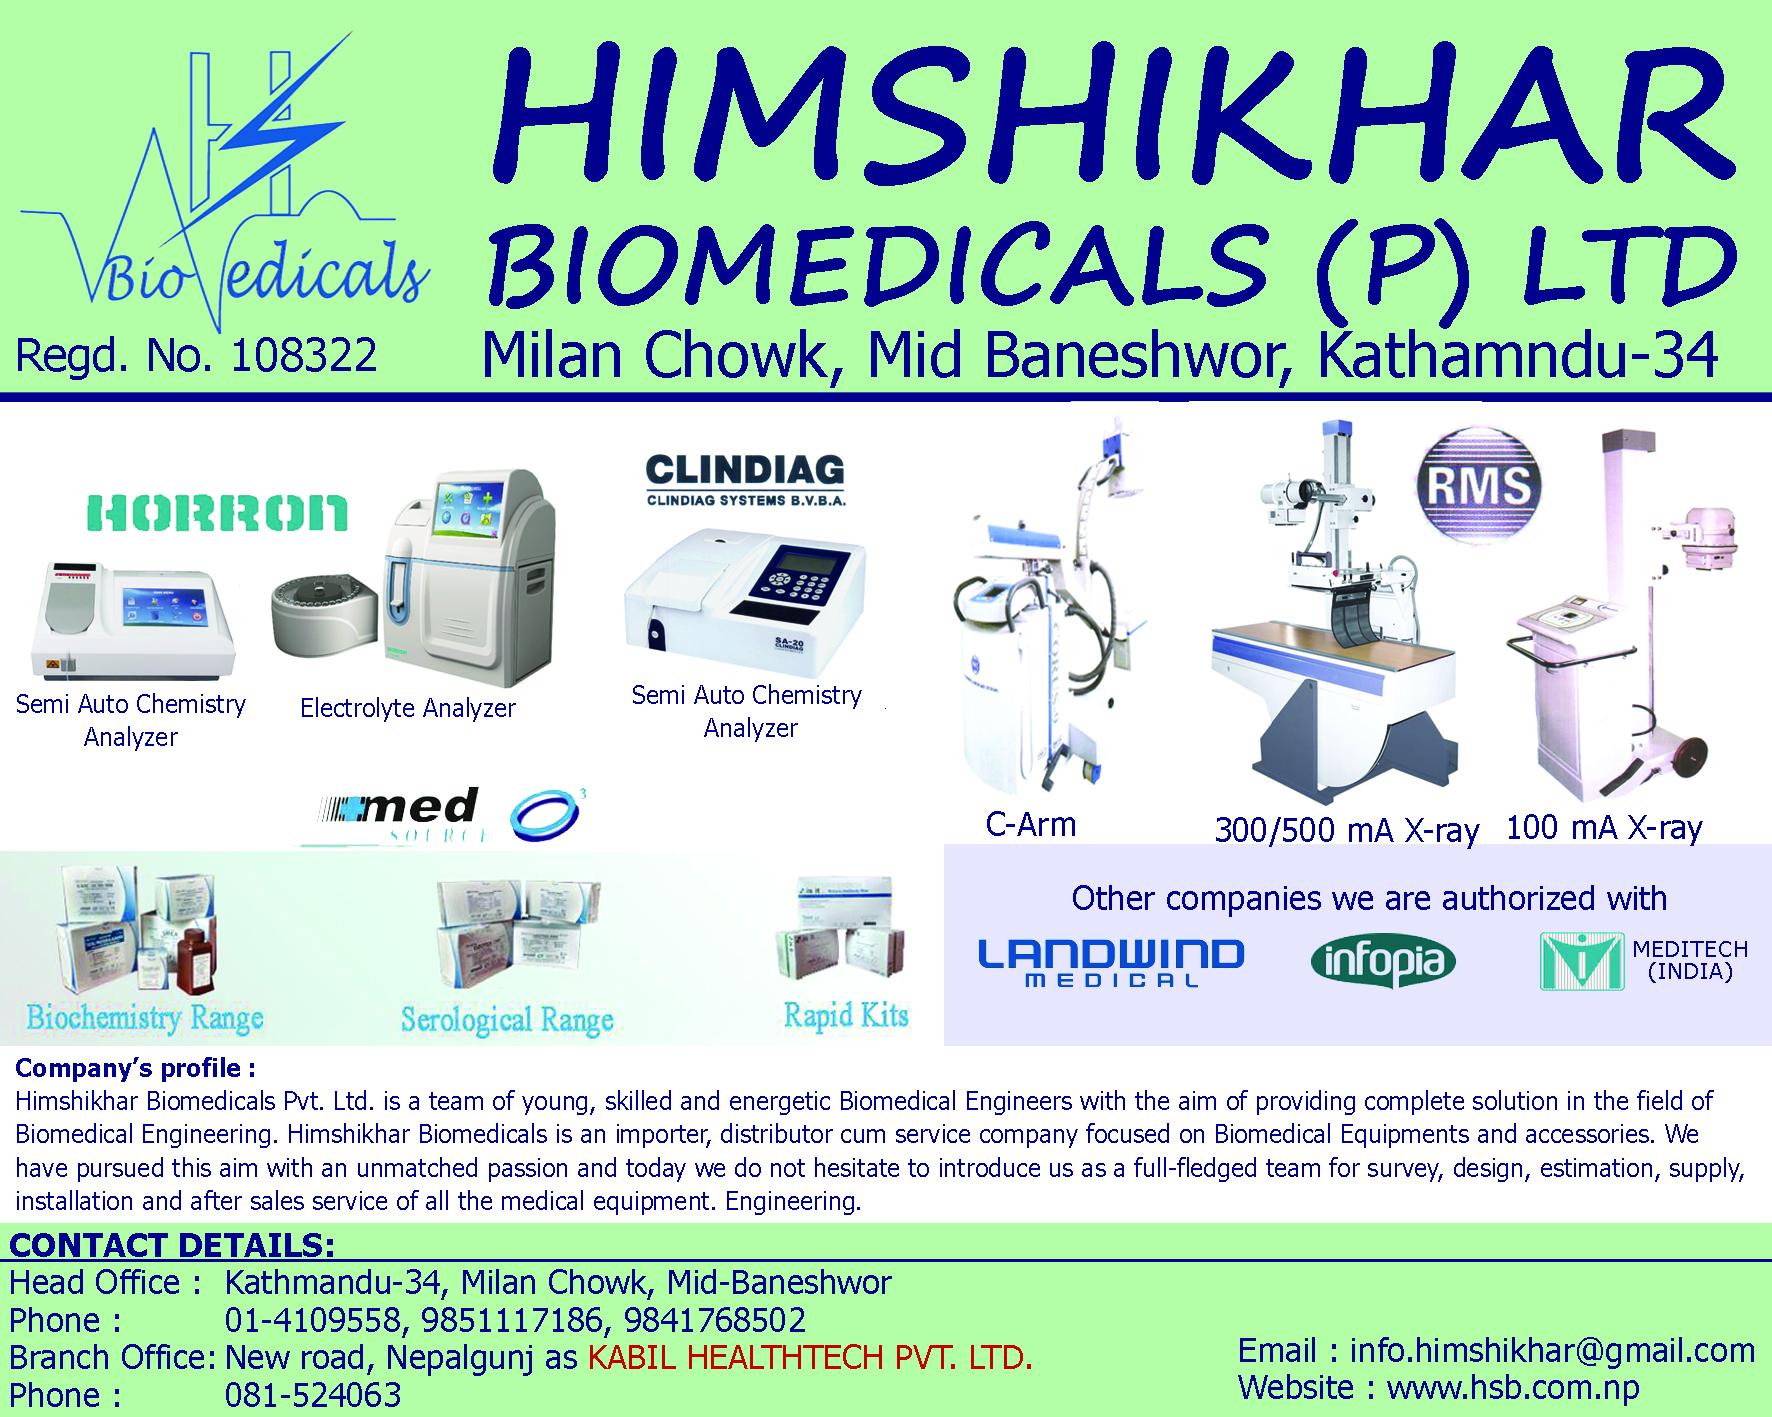 HIMSHIKHAR
BIOMEDICALS (P) LTD
Bio Medicals
Regd. No. 108322
Milan Chowk, Mid Baneshwor, Kathamndu-34
HORRON
CLINDIAG
CLINDIAG SYSTEMS B.V.B.A.
RMS
HORRON
SA-20
CLINDIAG
Semi Auto Chemistry
Analyzer
Electrolyte Analyzer
Semi Auto Chemistry
Analyzer
C-Arm
300/500 mA X-ray
100 mA X-ray
med
SOURCE
3
Biochemistry Range
Serological Range
Rapid Kits
Other companies we are authorized with
LANDWIND
MEDICAL
infopia
MEDITECH
(INDIA)
Company’s profile :
Himshikhar Biomedicals Pvt. Ltd. is a team of young, skilled and energetic Biomedical Engineers with the aim of providing complete solution in the field of
Biomedical Engineering. Himshikhar Biomedicals is an importer, distributor cum service company focused on Biomedical Equipments and accessories. We
have pursued this aim with an unmatched passion and today we do not hesitate to introduce us as a full-fledged team for survey, design, estimation, supply,
installation and after sales service of all the medical equipment. Engineering.
CONTACT DETAILS:
Head Office : Kathmandu-34, Milan Chowk, Mid-Baneshwor
Phone : 01-4109558, 9851117186, 9841768502
Branch Office: New road, Nepalgunj as KABIL HEALTHTECH PVT. LTD.
Phone : 081-524063
Email : info.himshikhar@gmail.com
Website : www.hsb.com.np